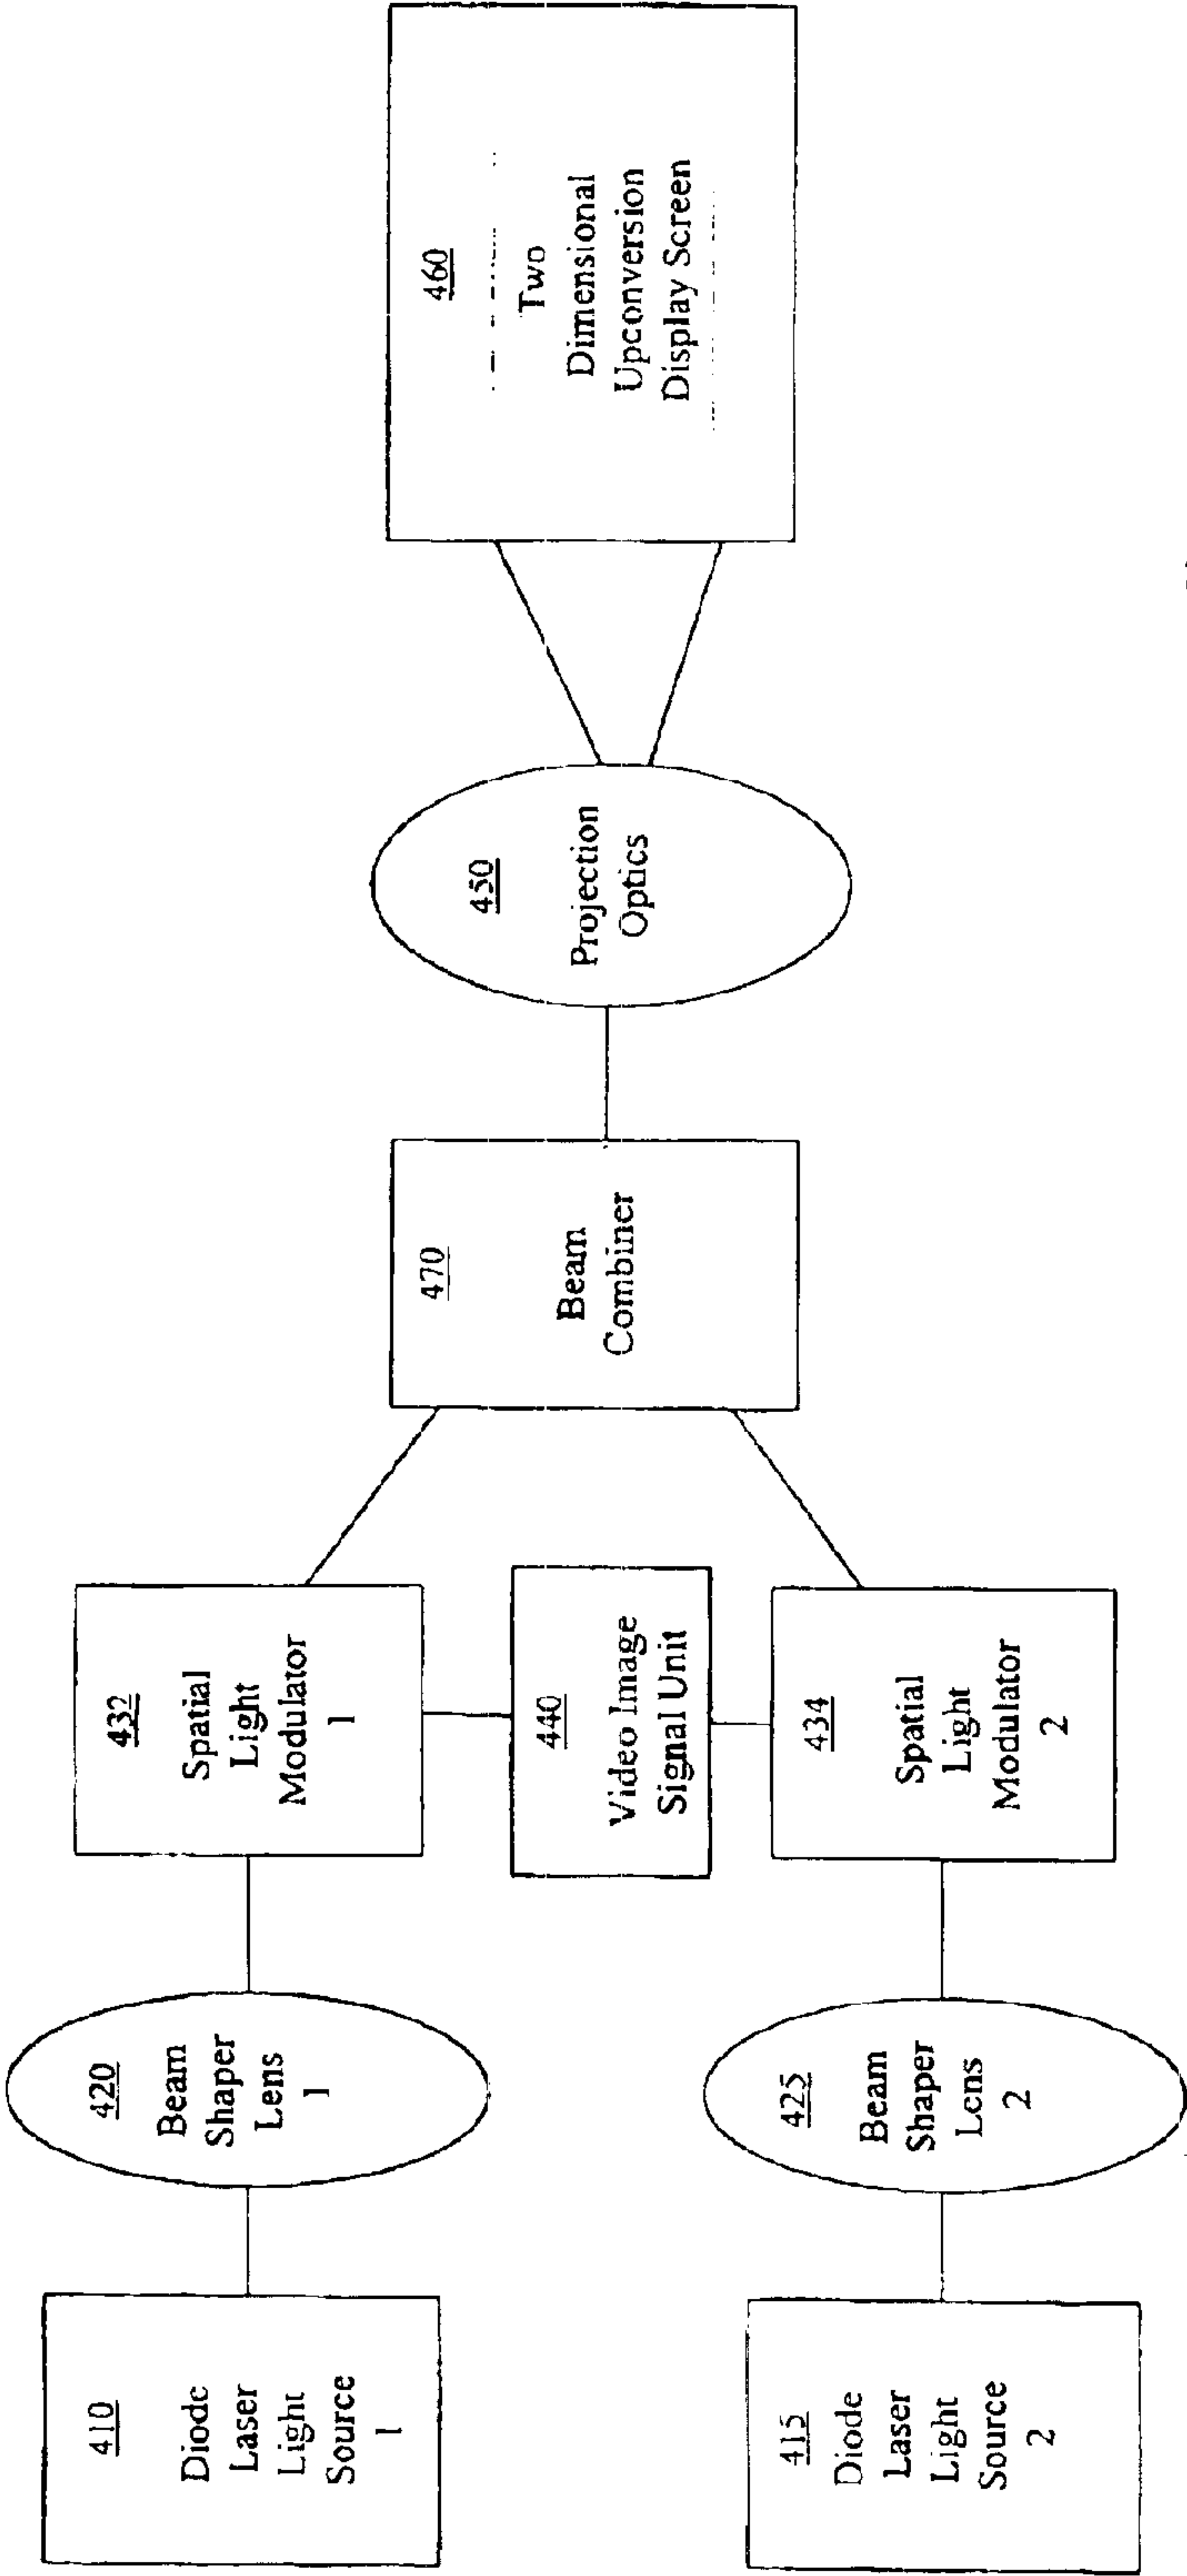 410
Diode
Laser
Light
Source
1
420
Beam
Shaper
Lens
1
432
Spatial
Light
Modulator
1
440
Video Image
Signal Unit
415
Diode
Laser
Light
Source
2
425
Beam
Shaper
Lens
2
434
Spatial
Light
Modulator
2
470
Beam
Combiner
450
Projection
Optics
460
Two
Dimensional
Upconversion
Display Screen